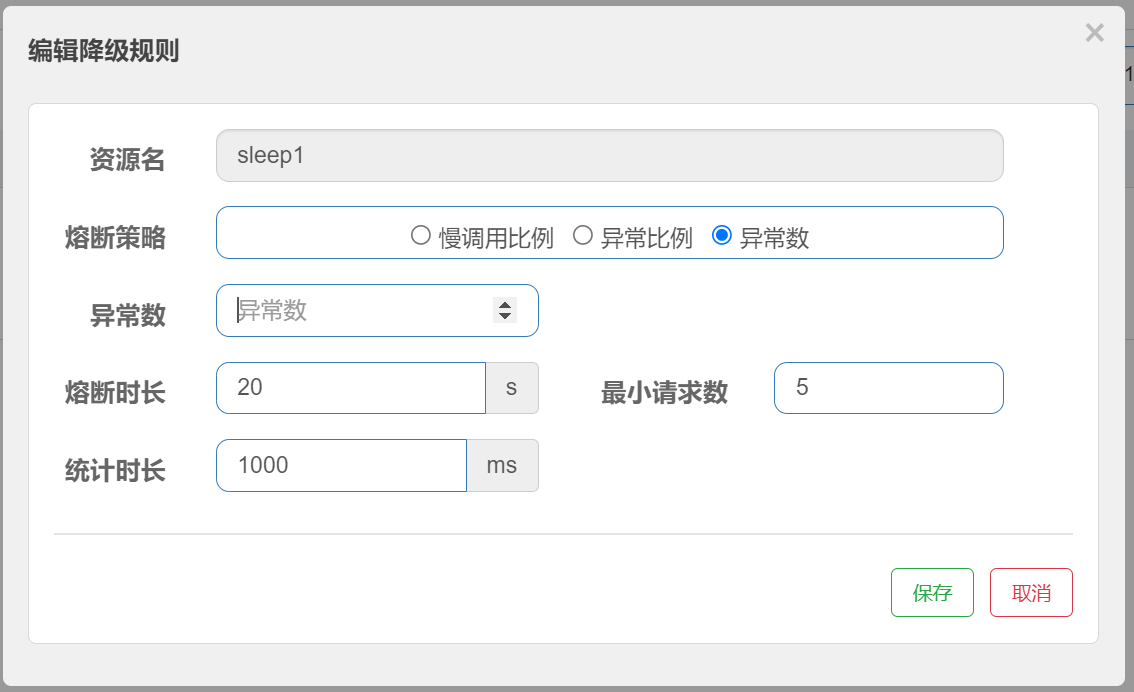 编辑降级规则
×
1
资源名 sleep1
熔断策略 慢调用比例 异常比例 异常数
异常数 异常数
熔断时长 20 s 最小请求数 5
统计时长 1000 ms
保存 取消